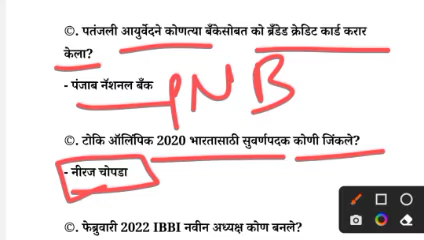 ©. पतंजली आयुर्वेदने कोणत्या बँकेसोबत को ब्रँडेड क्रेडिट कार्ड करार
केला?
- पंजाब नॅशनल बँक
PNB
©. टोकि ऑलिंपिक 2020 भारतासाठी सुवर्णपदक कोणी जिंकले?
- नीरज चोपडा
©. फेब्रुवारी 2022 IBBI नवीन अध्यक्ष कोण बनले?